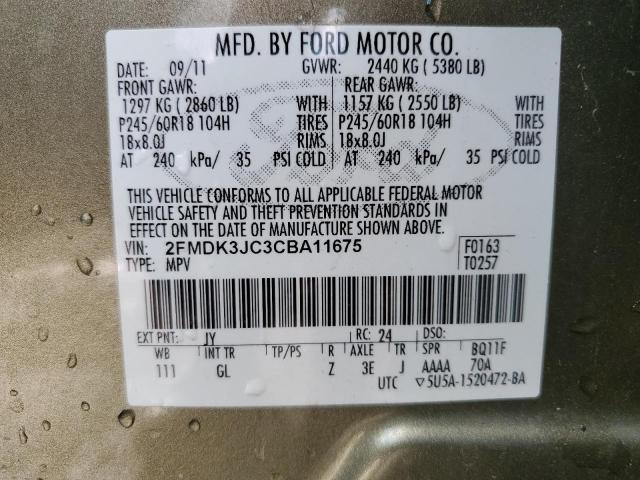 MFD. BY FORD MOTOR CO.
DATE: 09/11 GVWR: 2440 KG ( 5380 LB)
FRONT GAWR: REAR GAWR:
1297 KG ( 2860 LB) WITH 1157 KG ( 2550 LB) WITH
P245/60R18 104H TIRES P245/60R18 104H TIRES
18x8.0J RIMS 18x8.0J RIMS
AT 240 kPa/ 35 PSI COLD AT 240 kPa/ 35 PSI COLD
THIS VEHICLE CONFORMS TO ALL APPLICABLE FEDERAL MOTOR
VEHICLE SAFETY AND THEFT PREVENTION STANDARDS IN
EFFECT ON THE DATE OF MANUFACTURE SHOWN ABOVE.
VIN: 2FMDK3JC3CBA11675 F0163
TYPE: MPV T0257
EXT PNT: JY RC: 24 DSO:
WB INT TR TP/PS R AXLE TR SPR BQ11F
111 GL Z 3E J AAAA 70A
UTC ▽5U5A-1520472-BA